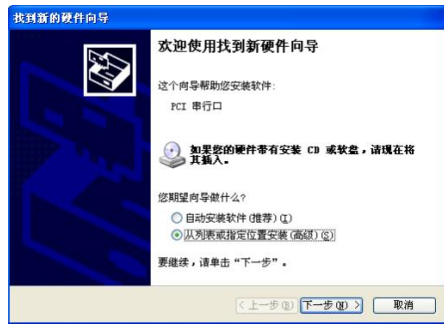 找到新的硬件向导
欢迎使用找到新硬件向导
这个向导帮助您安装软件:
PCI 串行口
如果您的硬件带有安装 CD 或软盘,请现在将
其插入。
您期望向导做什么?
自动安装软件(推荐)(I)
从列表或指定位置安装(高级)(S)
要继续,请单击“下一步”。
< 上一步(B) 下一步(N) > 取消